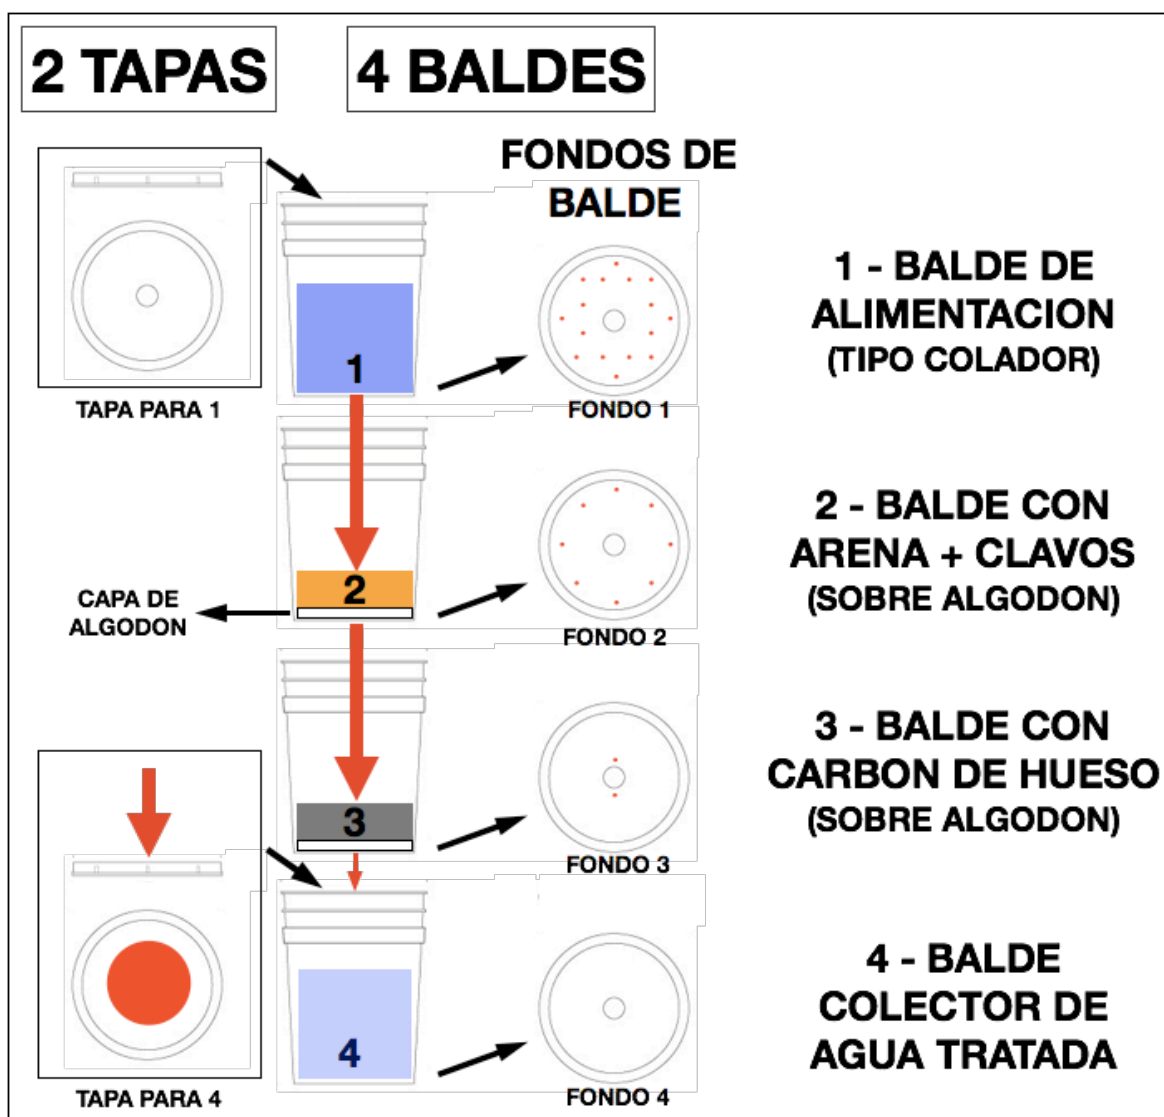 2 TAPAS
4 BALDES
FONDOS DE
BALDE
1
TAPA PARA 1
FONDO 1
1 - BALDE DE
ALIMENTACION
(TIPO COLADOR)
2
CAPA DE
ALGODON
FONDO 2
2 - BALDE CON
ARENA + CLAVOS
(SOBRE ALGODON)
3
FONDO 3
3 - BALDE CON
CARBON DE HUESO
(SOBRE ALGODON)
4
TAPA PARA 4
FONDO 4
4 - BALDE
COLECTOR DE
AGUA TRATADA